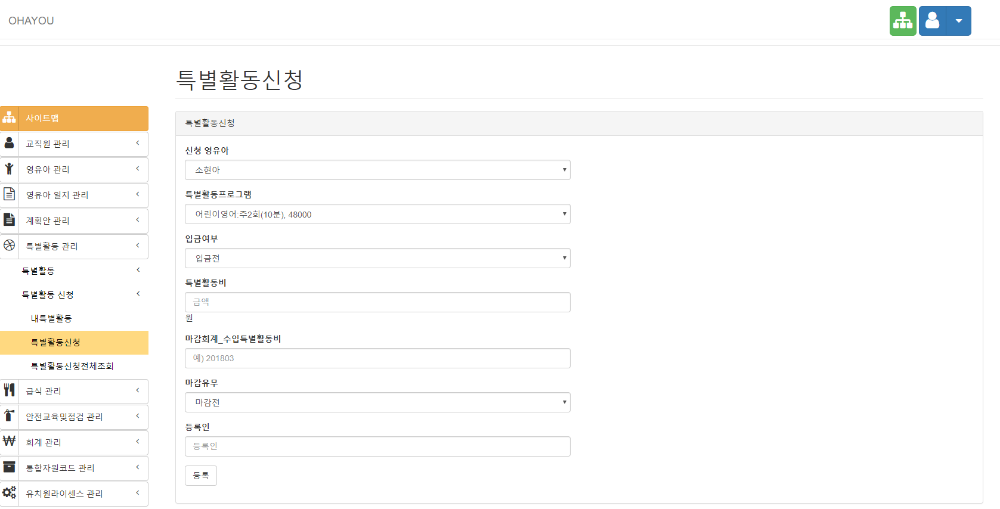 OHAYOU
특별활동신청
사이트맵
교직원 관리
영유아 관리
영유아 일지 관리
계획안 관리
특별활동 관리
특별활동
특별활동 신청
내특별활동
특별활동신청
특별활동신청전체조회
급식 관리
안전교육및점검 관리
회계 관리
통합자원코드 관리
유치원라이센스 관리
특별활동신청
신청 영유아
소현아
특별활동프로그램
어린이영어:주2회(10분), 48000
입금여부
입금전
특별활동비
금액
원
마감회계_수입특별활동비
예) 201803
마감유무
마감전
등록인
등록인
등록